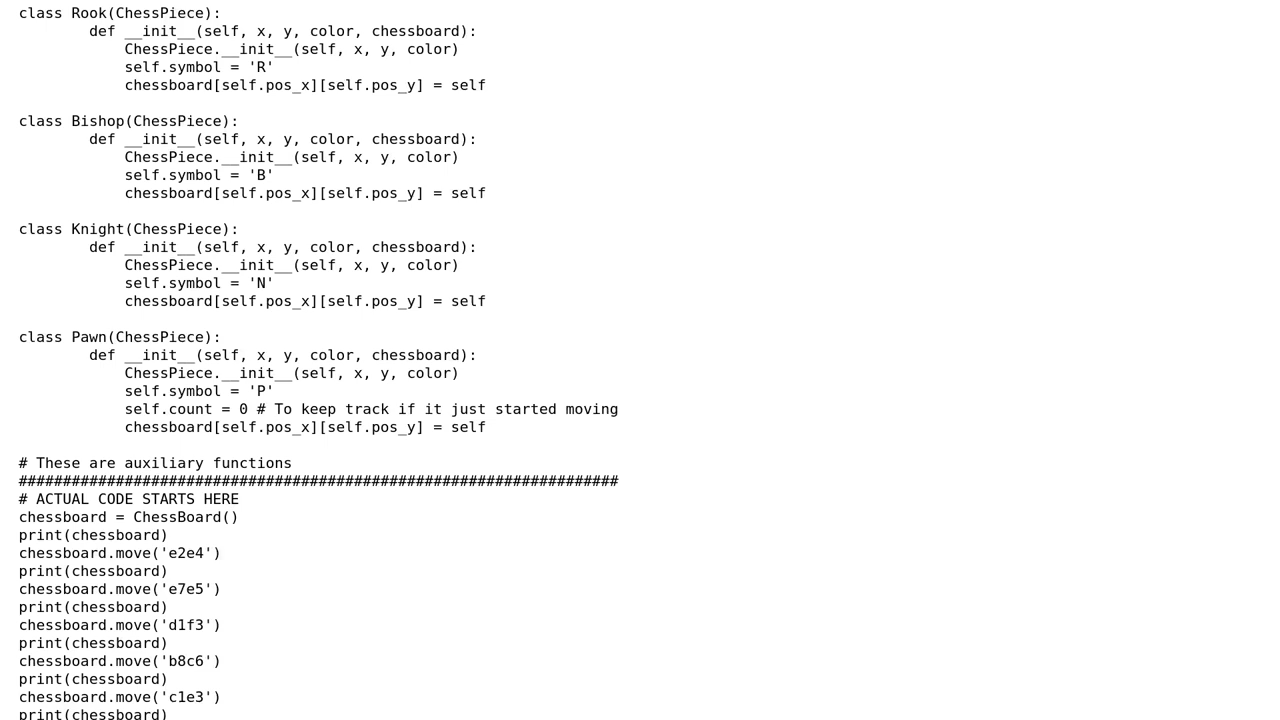 class Rook(ChessPiece):
        def __init__(self, x, y, color, chessboard):
            ChessPiece.__init__(self, x, y, color)
            self.symbol = 'R'
            chessboard[self.pos_x][self.pos_y] = self

class Bishop(ChessPiece):
        def __init__(self, x, y, color, chessboard):
            ChessPiece.__init__(self, x, y, color)
            self.symbol = 'B'
            chessboard[self.pos_x][self.pos_y] = self

class Knight(ChessPiece):
        def __init__(self, x, y, color, chessboard):
            ChessPiece.__init__(self, x, y, color)
            self.symbol = 'N'
            chessboard[self.pos_x][self.pos_y] = self

class Pawn(ChessPiece):
        def __init__(self, x, y, color, chessboard):
            ChessPiece.__init__(self, x, y, color)
            self.symbol = 'P'
            self.count = 0 # To keep track if it just started moving
            chessboard[self.pos_x][self.pos_y] = self

# These are auxiliary functions
####################################################################
# ACTUAL CODE STARTS HERE
chessboard = ChessBoard()
print(chessboard)
chessboard.move('e2e4')
print(chessboard)
chessboard.move('e7e5')
print(chessboard)
chessboard.move('d1f3')
print(chessboard)
chessboard.move('b8c6')
print(chessboard)
chessboard.move('c1e3')
print(chessboard)